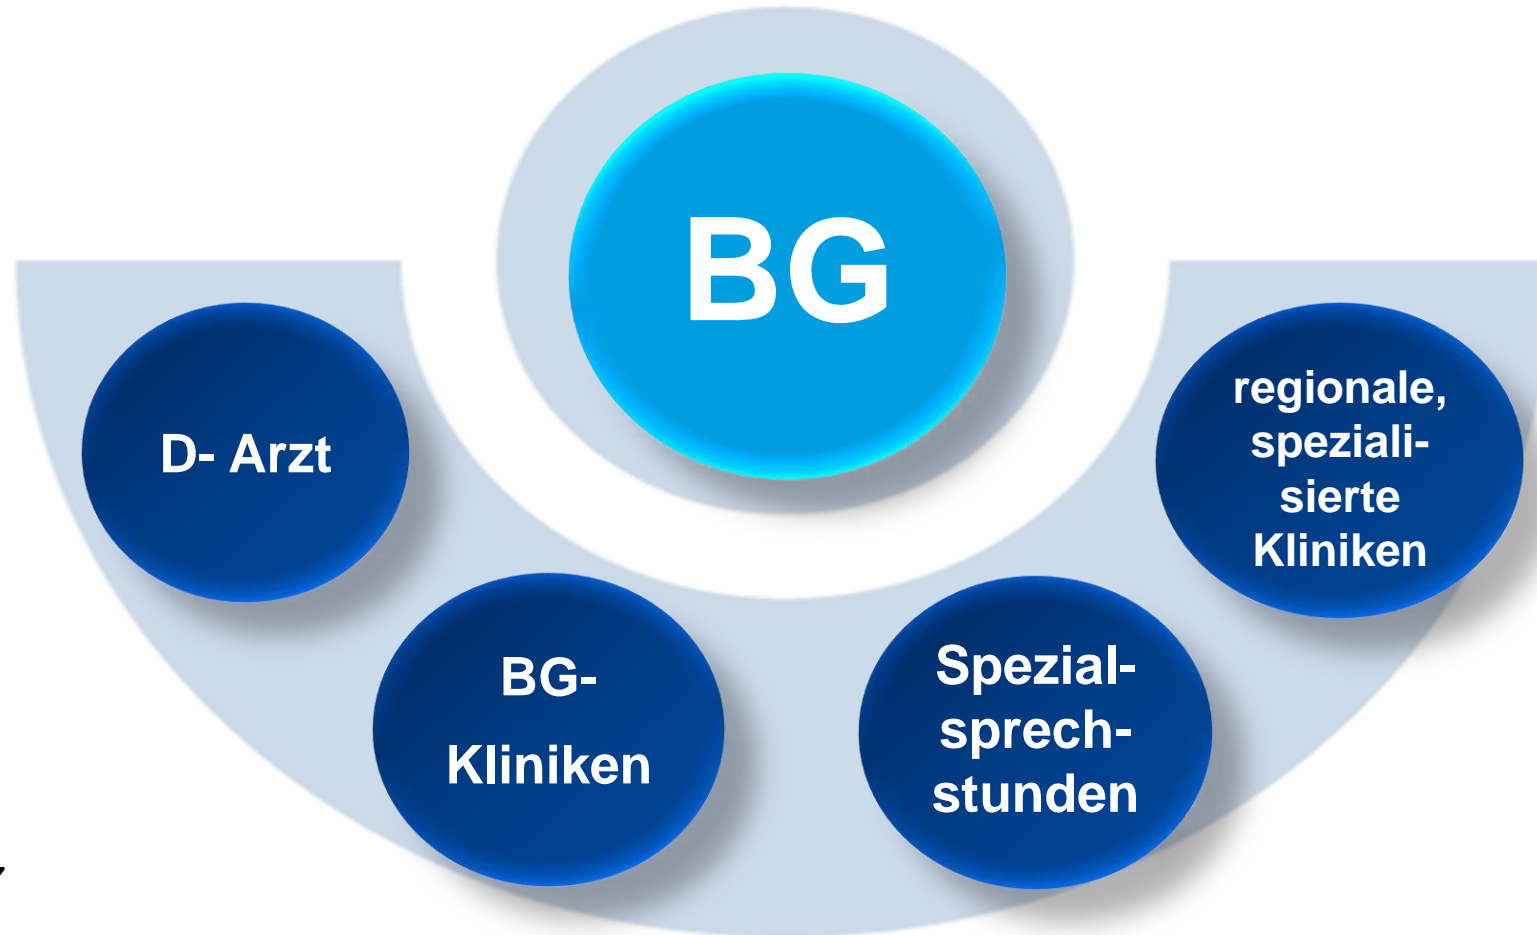 BG
D- Arzt
BG-
Kliniken
Spezial-
sprech-
stunden
regionale,
speziali-
sierte
Kliniken